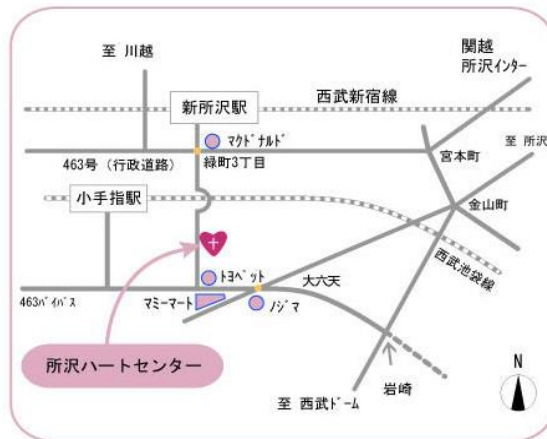 至 川越
関越
所沢インター
新所沢駅
西武新宿線
マクドナルド
至 所沢
463号（行政道路）
緑町3丁目
宮本町
小手指駅
金山町
西武池袋線
トヨペット
大六天
463バイパス
マミーマート
ノジマ
所沢ハートセンター
岩崎
至 西武ドーム
N